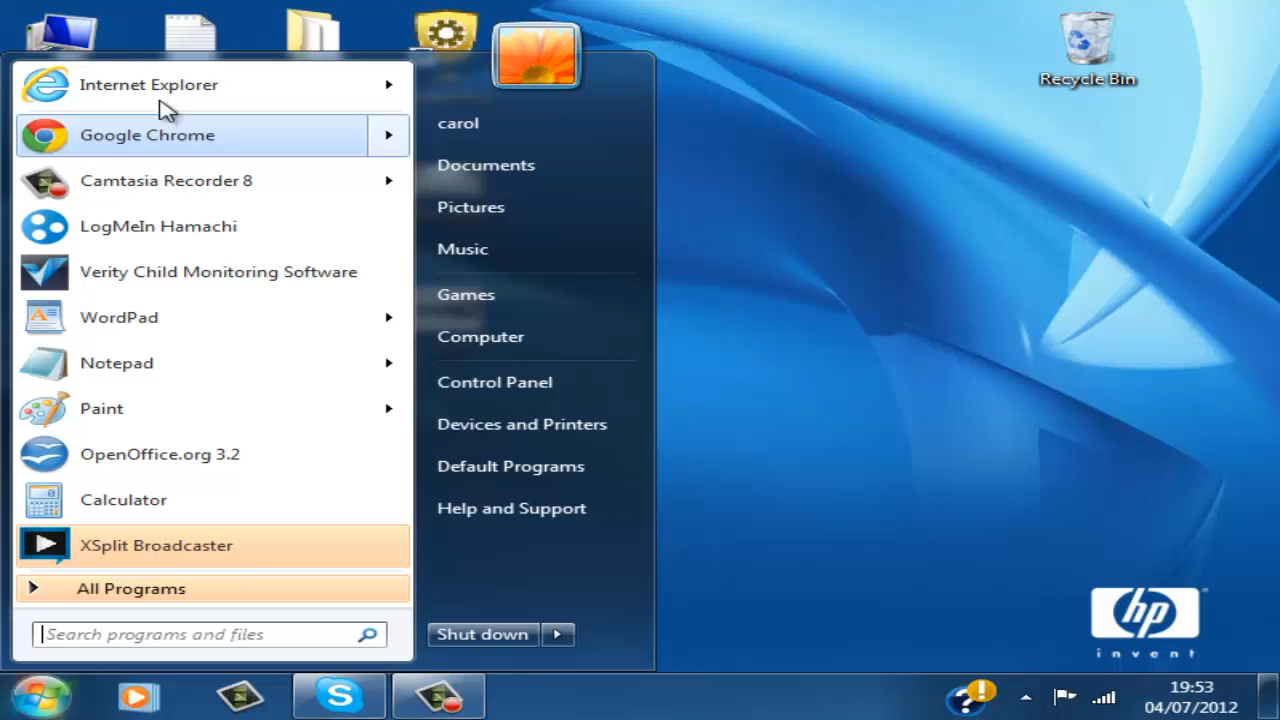 Internet Explorer
Google Chrome
Camtasia Recorder 8
LogMeIn Hamachi
Verity Child Monitoring Software
WordPad
Notepad
Paint
OpenOffice.org 3.2
Calculator
XSplit Broadcaster
All Programs
Search programs and files
carol
Documents
Pictures
Music
Games
Computer
Control Panel
Devices and Printers
Default Programs
Help and Support
Shut down
Recycle Bin
hp
invent
19:53
04/07/2012